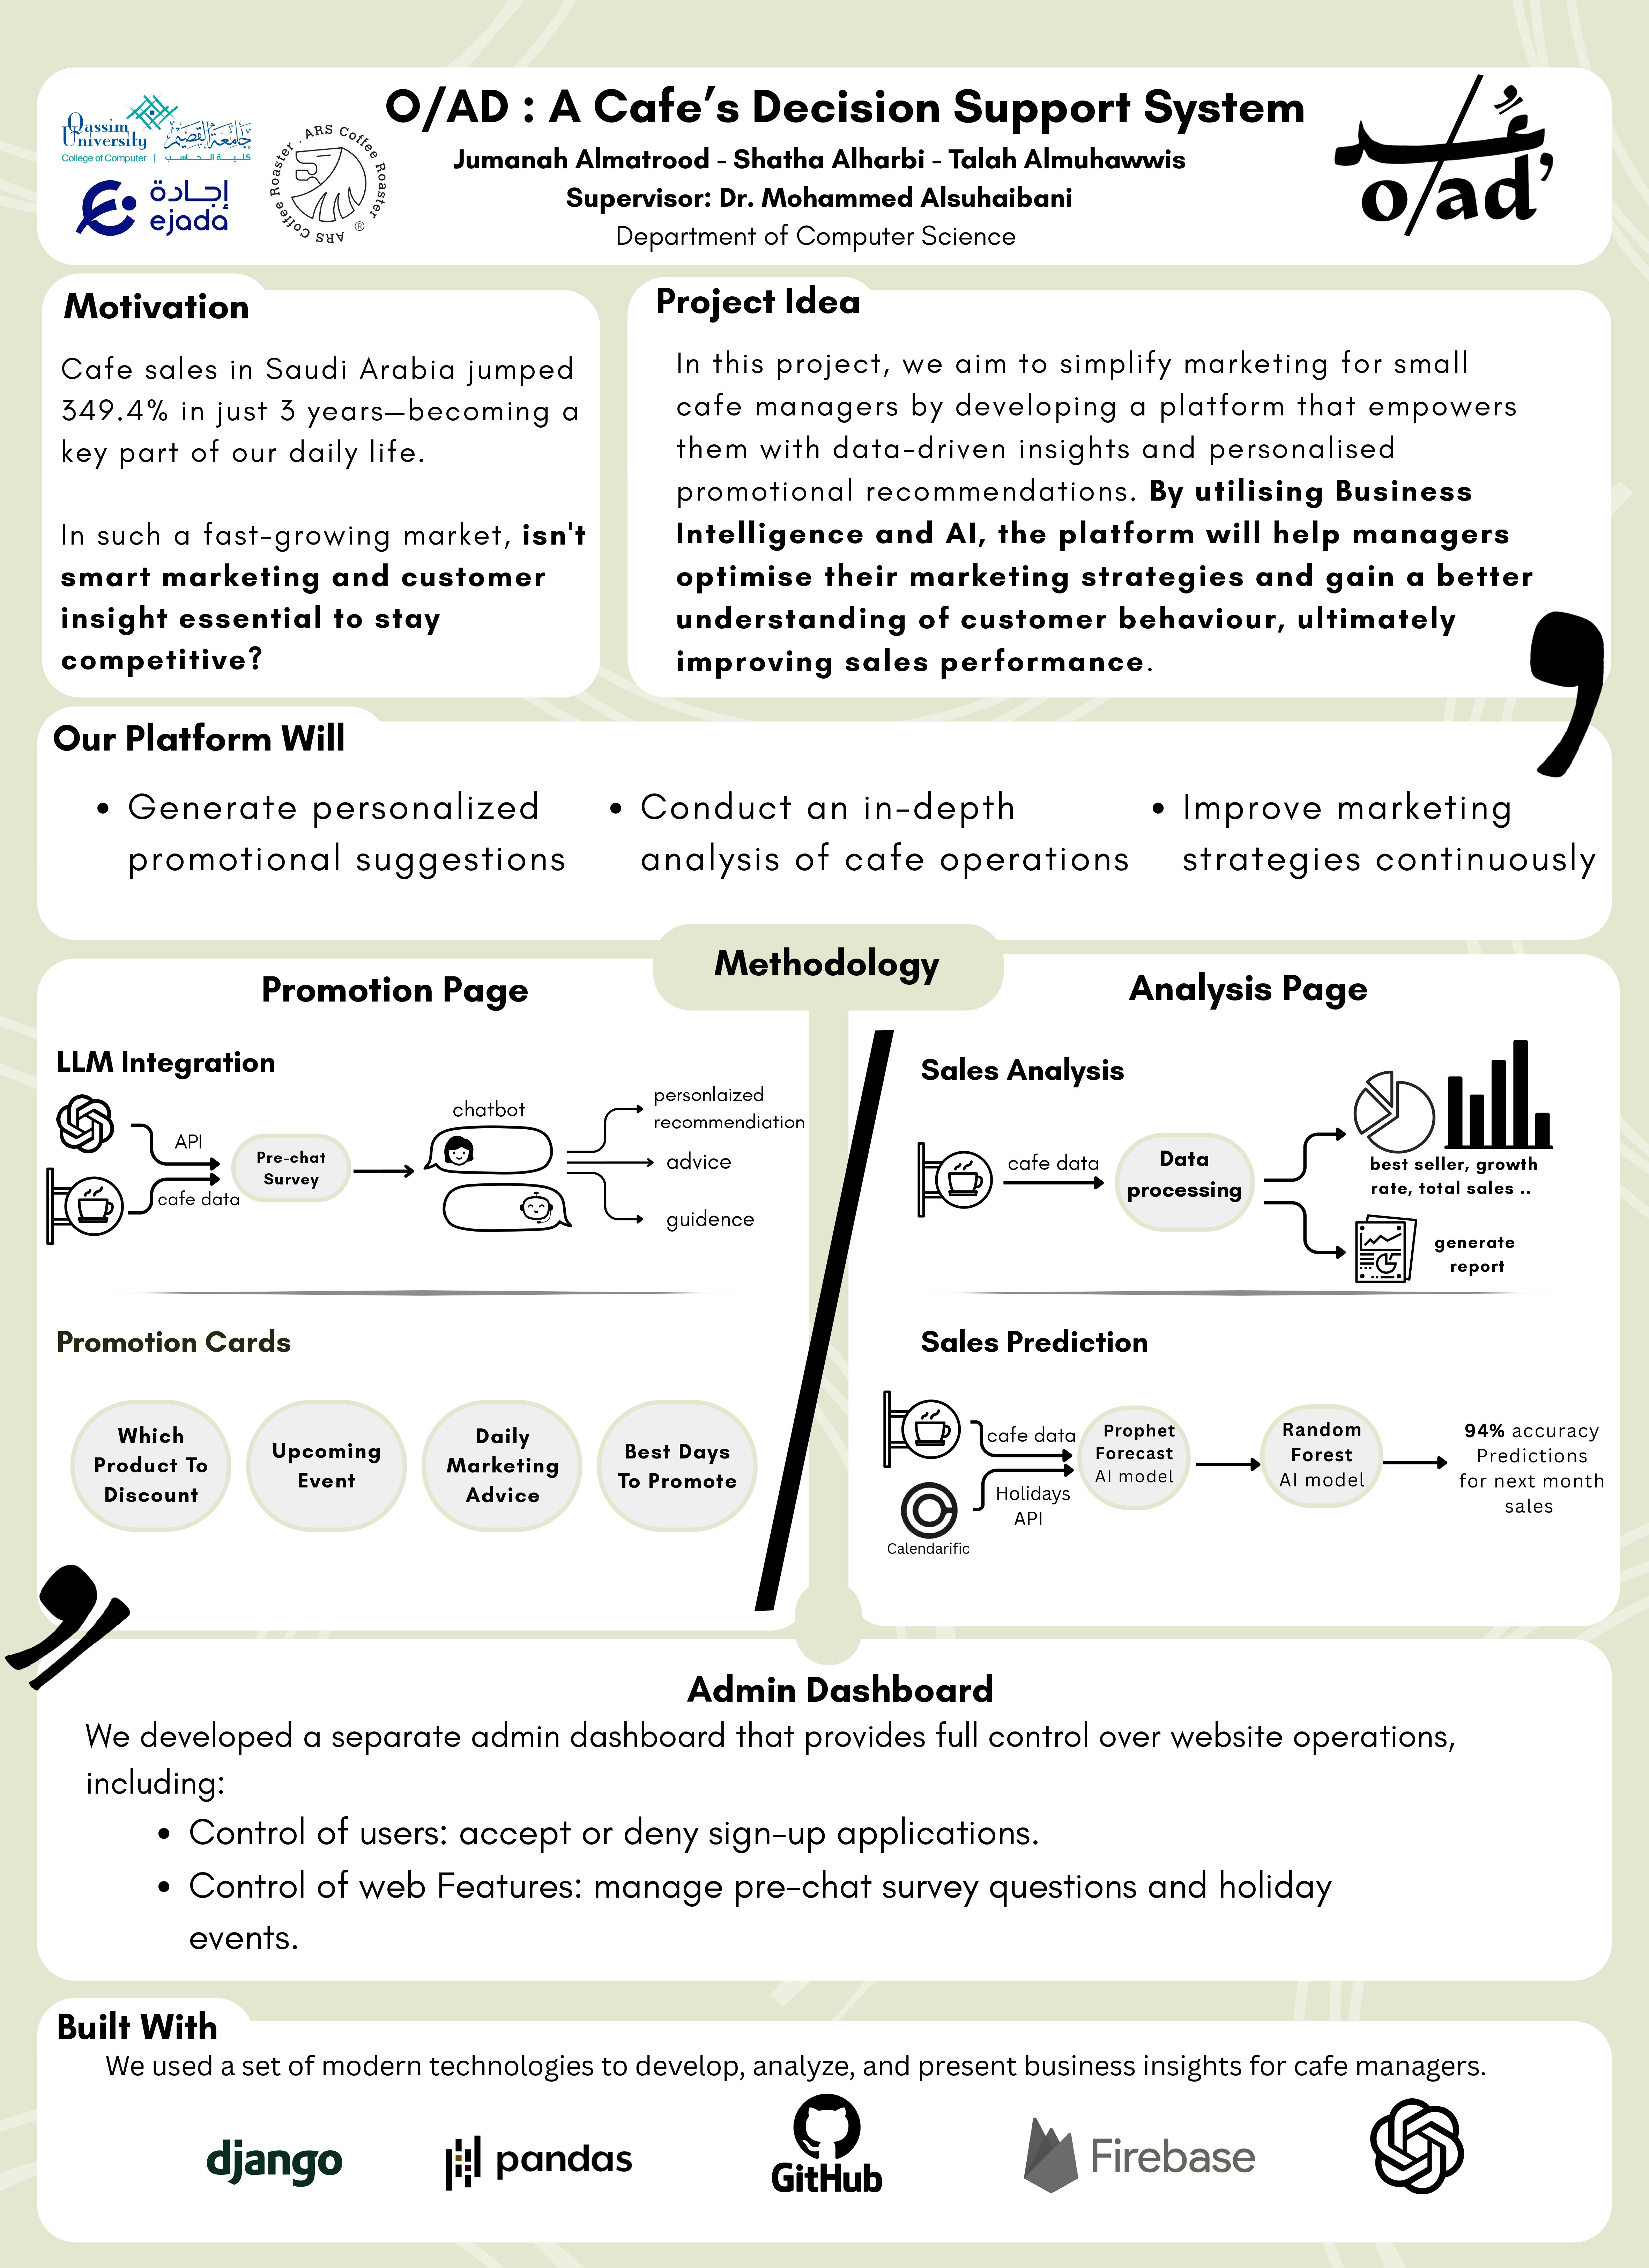 Qassim University
جامعة القصيم
College of Computer | كلية الحاسب
إجادة
ejada
ARS Coffee Roaster . ARS Coffee Roaster ®
O/AD : A Cafe’s Decision Support System
Jumanah Almatrood - Shatha Alharbi - Talah Almuhawwis
Supervisor: Dr. Mohammed Alsuhaibani
Department of Computer Science
o/ad’
Motivation
Cafe sales in Saudi Arabia jumped
349.4% in just 3 years—becoming a
key part of our daily life.
In such a fast-growing market, isn't
smart marketing and customer
insight essential to stay
competitive?
Project Idea
In this project, we aim to simplify marketing for small
cafe managers by developing a platform that empowers
them with data-driven insights and personalised
promotional recommendations. By utilising Business
Intelligence and AI, the platform will help managers
optimise their marketing strategies and gain a better
understanding of customer behaviour, ultimately
improving sales performance.
Our Platform Will
• Generate personalized
promotional suggestions
• Conduct an in-depth
analysis of cafe operations
• Improve marketing
strategies continuously
Methodology
Promotion Page
LLM Integration
API
cafe data
Pre-chat
Survey
chatbot
personlaized
recommendiation
advice
guidence
Promotion Cards
Which
Product To
Discount
Upcoming
Event
Daily
Marketing
Advice
Best Days
To Promote
Analysis Page
Sales Analysis
cafe data
Data
processing
best seller, growth
rate, total sales ..
generate
report
Sales Prediction
cafe data
Holidays
API
Calendarific
Prophet
Forecast
AI model
Random
Forest
AI model
94% accuracy
Predictions
for next month
sales
Admin Dashboard
We developed a separate admin dashboard that provides full control over website operations,
including:
• Control of users: accept or deny sign-up applications.
• Control of web Features: manage pre-chat survey questions and holiday
events.
Built With
We used a set of modern technologies to develop, analyze, and present business insights for cafe managers.
django
pandas
GitHub
Firebase